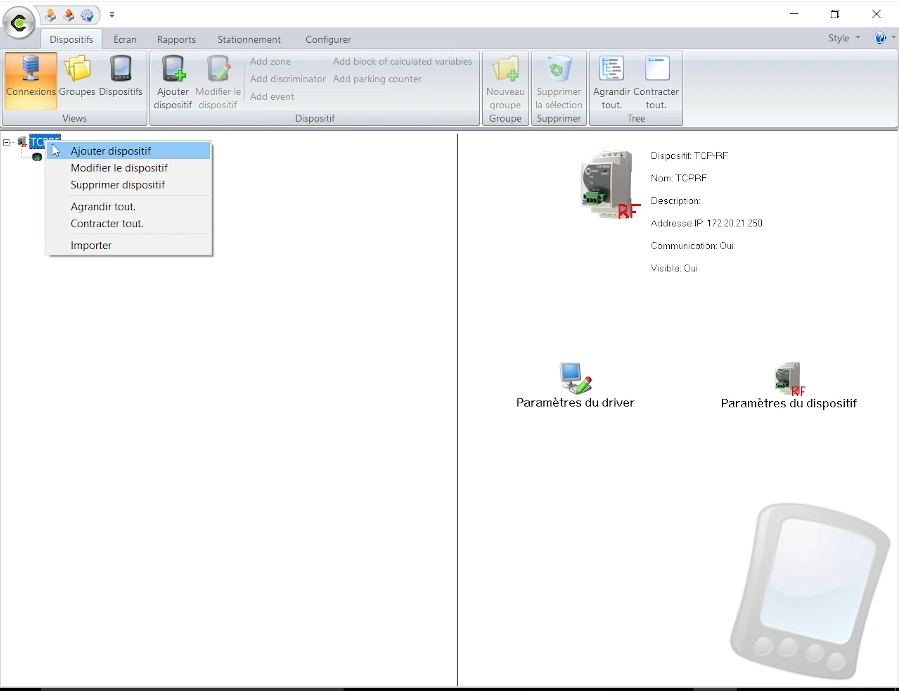 Dispositifs Écran Rapports Stationnement Configurer Style
Connexions Groupes Dispositifs
Views
Ajouter dispositif
Modifier le dispositif
Add zone
Add discriminator
Add event
Add block of calculated variables
Add parking counter
Dispositif
Nouveau groupe
Groupe
Supprimer la sélection
Supprimer
Agrandir tout.
Contracter tout.
Tree
Ajouter dispositif
Modifier le dispositif
Supprimer dispositif
Agrandir tout.
Contracter tout.
Importer
Dispositif: TCP-RF
Nom: TCPRF
Description:
Addresse IP: 172.20.21.250
Communication: Oui
Visible: Oui
RF
Paramètres du driver
RF
Paramètres du dispositif